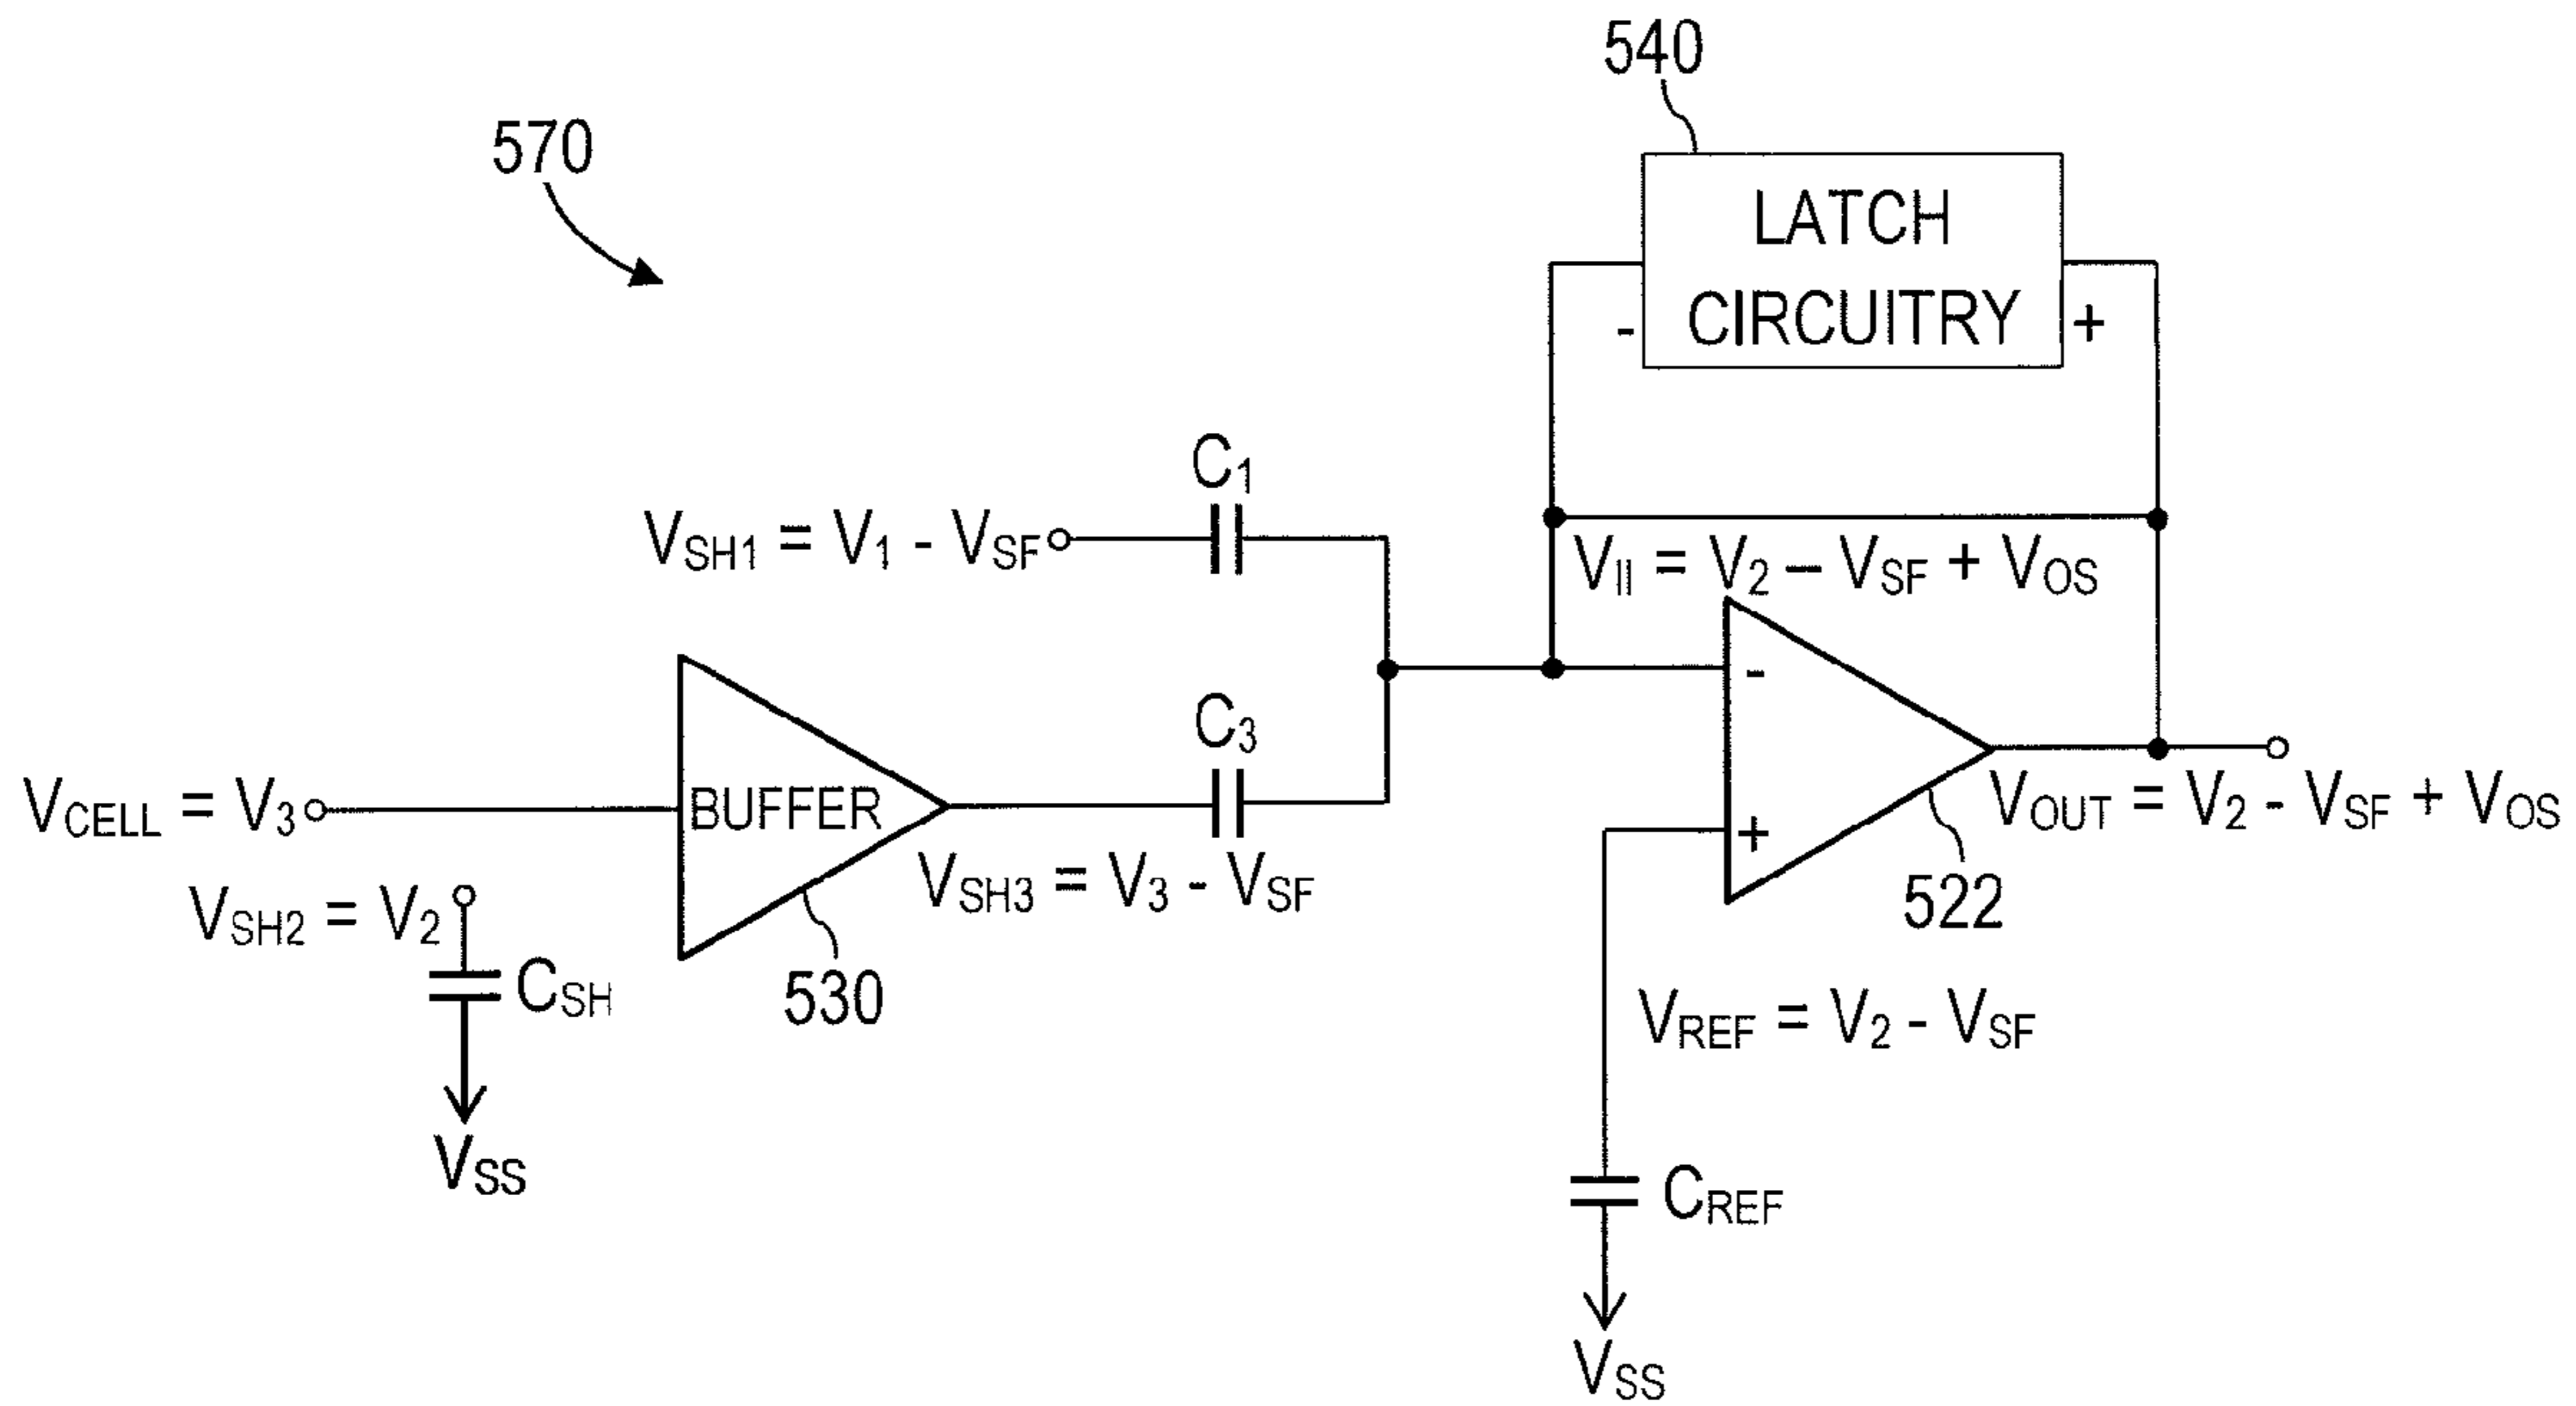 540
570
LATCH
CIRCUITRY
- +
C1
VSH1 = V1 - VSF
VII = V2 – VSF + VOS
-
C3
BUFFER
VCELL = V3
+
VOUT = V2 - VSF + VOS
VSH3 = V3 - VSF
522
VSH2 = V2
CSH
530
VREF = V2 - VSF
VSS
CREF
VSS